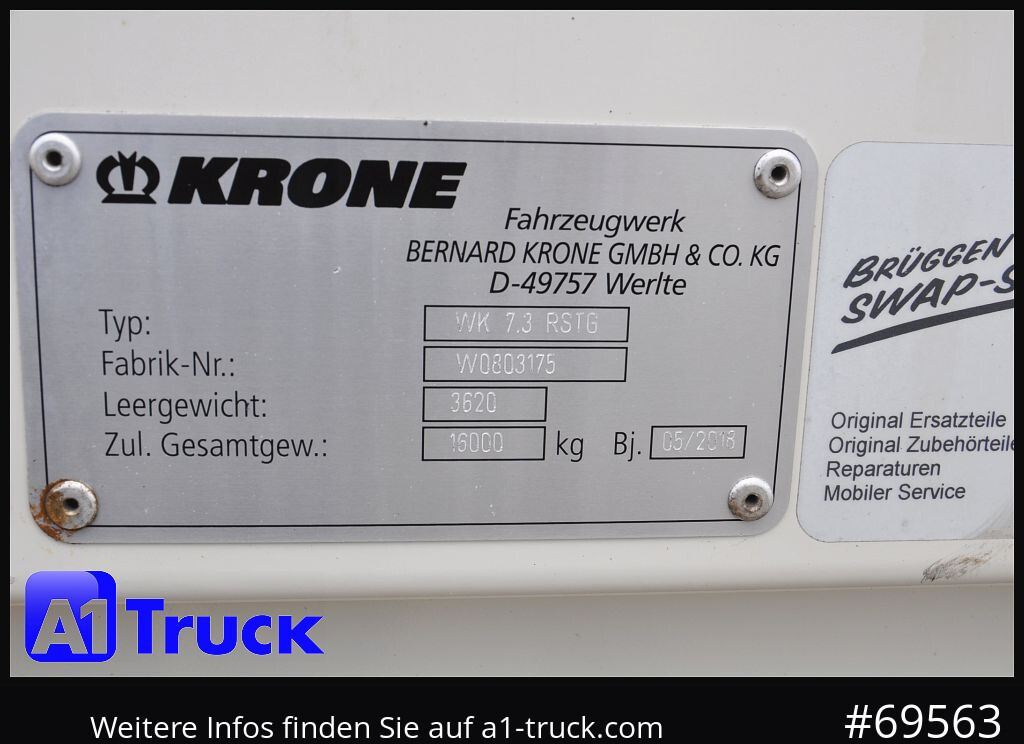 KRONE
Fahrzeugwerk
BERNARD KRONE GMBH & CO. KG
D-49757 Werlte
Typ: WK 7.3 RSTG
Fabrik-Nr.: W0803175
Leergewicht: 3620
Zul. Gesamtgew.: 16000 kg Bj. 05/2018
BRÜGGEN
SWAP-S
Original Ersatzteile
Original Zubehörteile
Reparaturen
Mobiler Service
A1 Truck
Weitere Infos finden Sie auf a1-truck.com
#69563